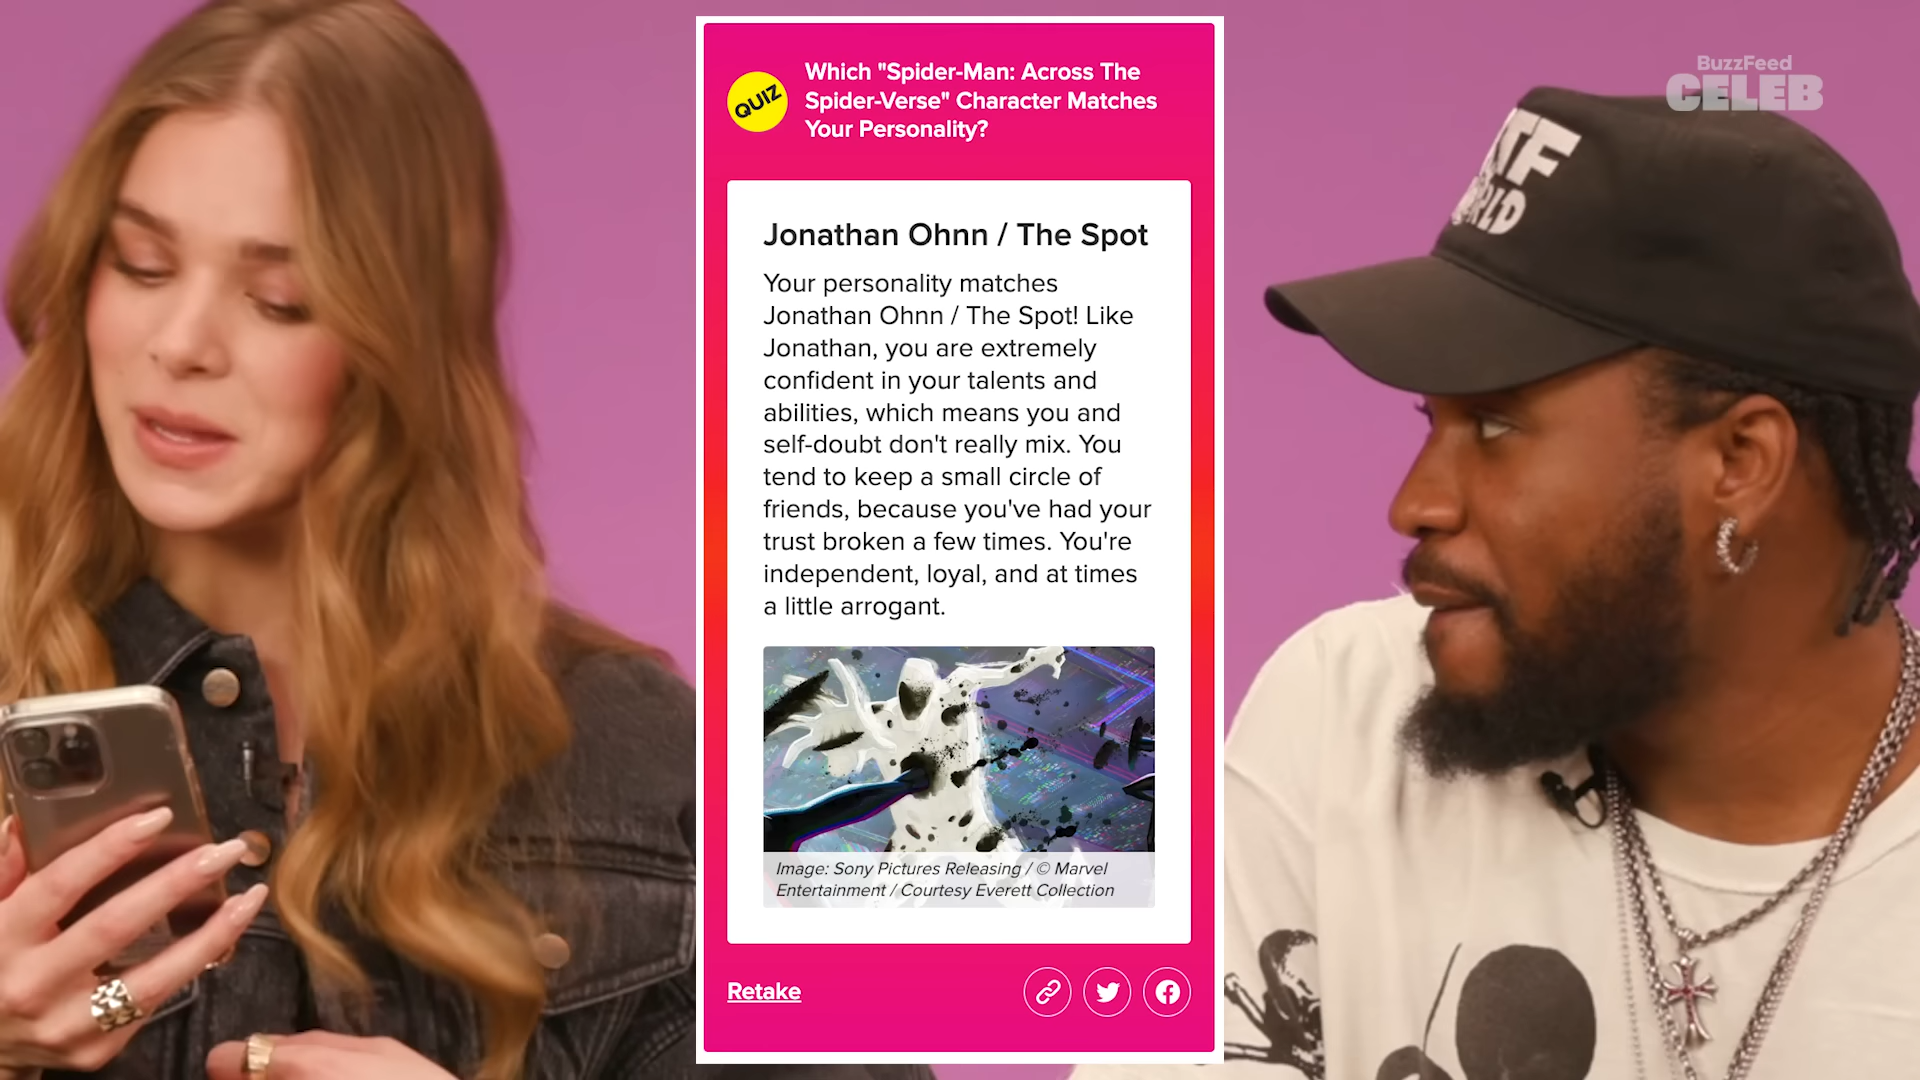 BuzzFeed
CELEB
QUIZ
Which "Spider-Man: Across The
Spider-Verse" Character Matches
Your Personality?
Jonathan Ohnn / The Spot
Your personality matches
Jonathan Ohnn / The Spot! Like
Jonathan, you are extremely
confident in your talents and
abilities, which means you and
self-doubt don't really mix. You
tend to keep a small circle of
friends, because you've had your
trust broken a few times. You're
independent, loyal, and at times
a little arrogant.
Image: Sony Pictures Releasing / © Marvel
Entertainment / Courtesy Everett Collection
Retake